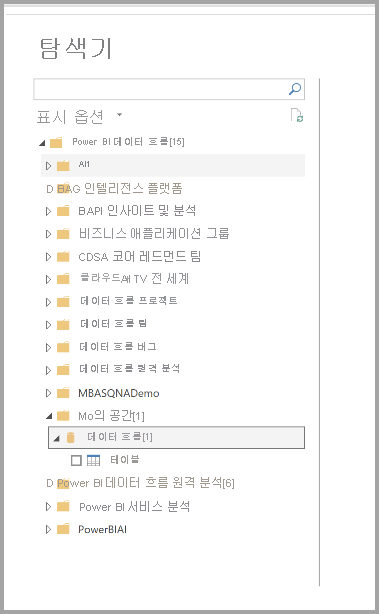 탐색기
표시 옵션
Power BI 데이터 흐름[15]
AI1
D BAG 인텔리전스 플랫폼
BAPI 인사이트 및 분석
비즈니스 애플리케이션 그룹
CDSA 코어 레드먼드 팀
클라우드AI TV 전 세계
데이터 흐름 프로젝트
데이터 흐름 팀
데이터 흐름 버그
데이터 흐름 원격 분석
MBASQNADemo
Mo의 공간[1]
데이터 흐름[1]
테이블
D Power BI 데이터 흐름 원격 분석[6]
Power BI 서비스 분석
PowerBIAI